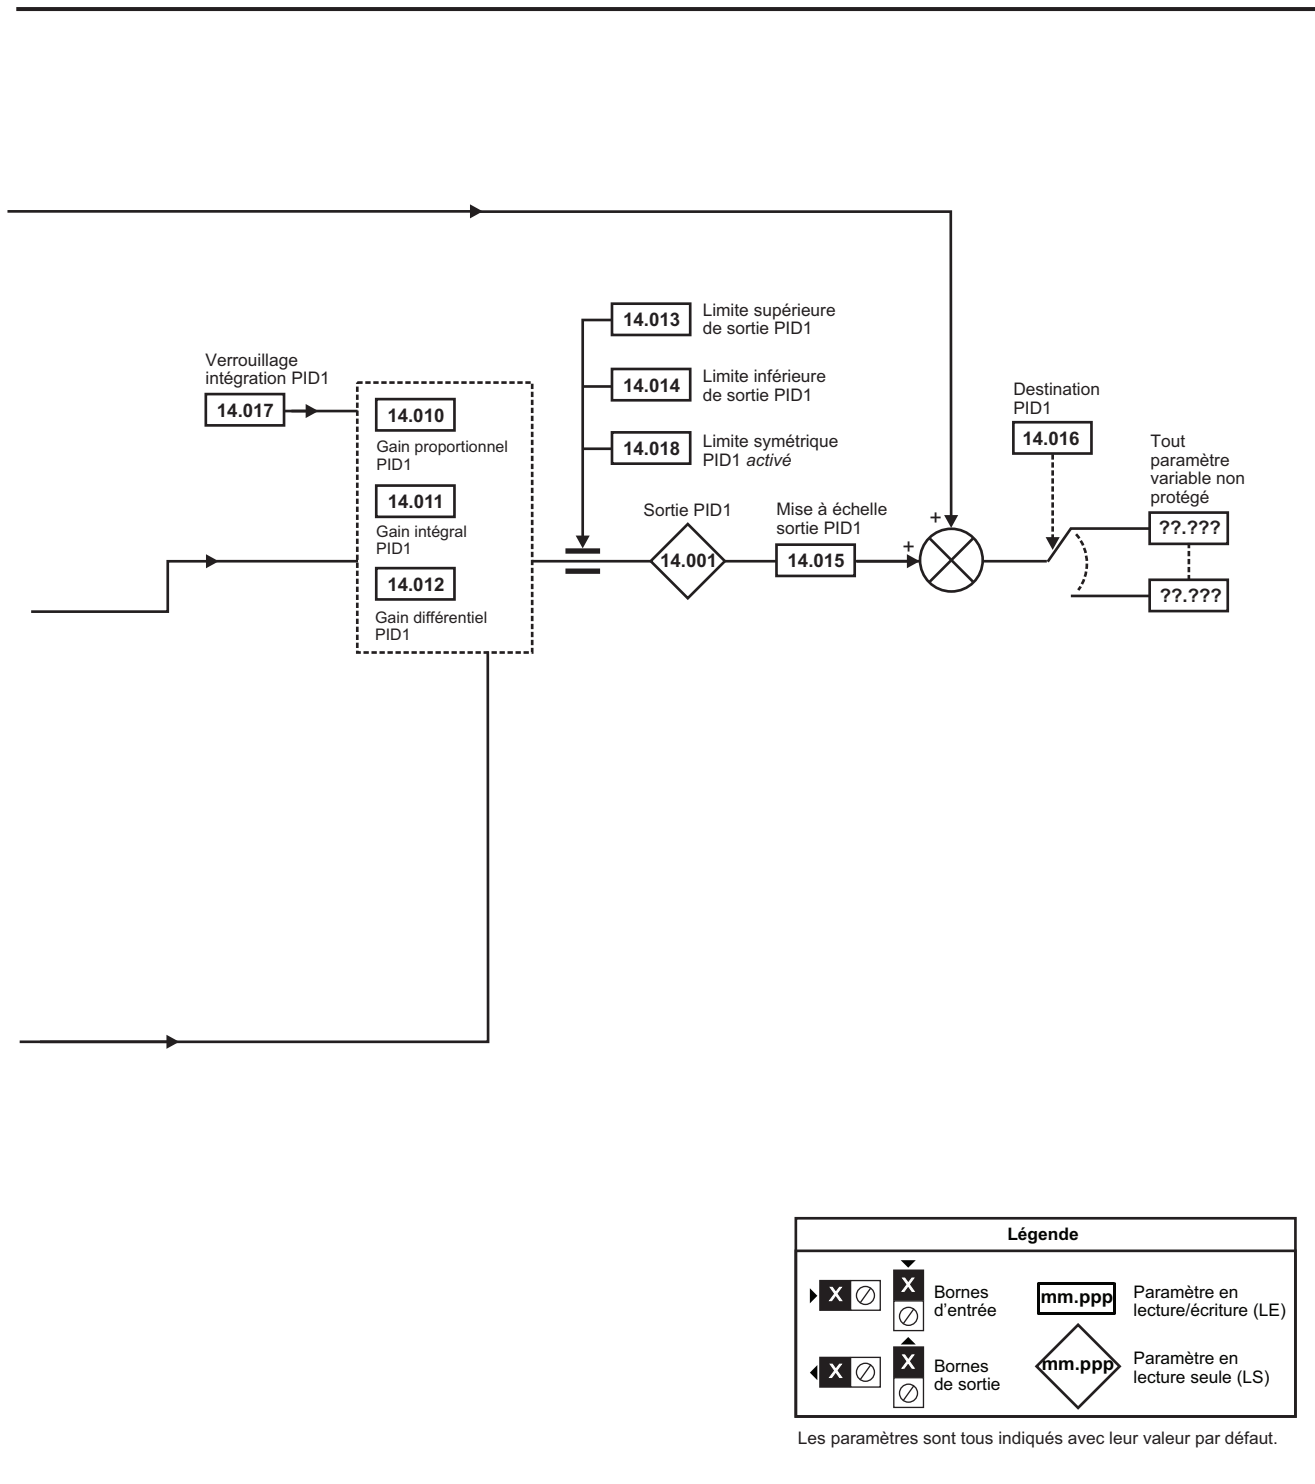 14.013
Limite supérieure
de sortie PID1
Verrouillage
intégration PID1
14.017
14.014
Limite inférieure
de sortie PID1
14.018
Limite symétrique
PID1 activé
14.010
Gain proportionnel
PID1
14.011
Gain intégral
PID1
14.012
Gain différentiel
PID1
Sortie PID1
14.001
Mise à échelle
sortie PID1
14.015
+
+
Destination
PID1
14.016
Tout
paramètre
variable non
protégé
??.???
??.???
Légende
X
X
Bornes
d'entrée
mm.ppp
Paramètre en
lecture/écriture (LE)
X
X
Bornes
de sortie
mm.ppp
Paramètre en
lecture seule (LS)
Les paramètres sont tous indiqués avec leur valeur par défaut.